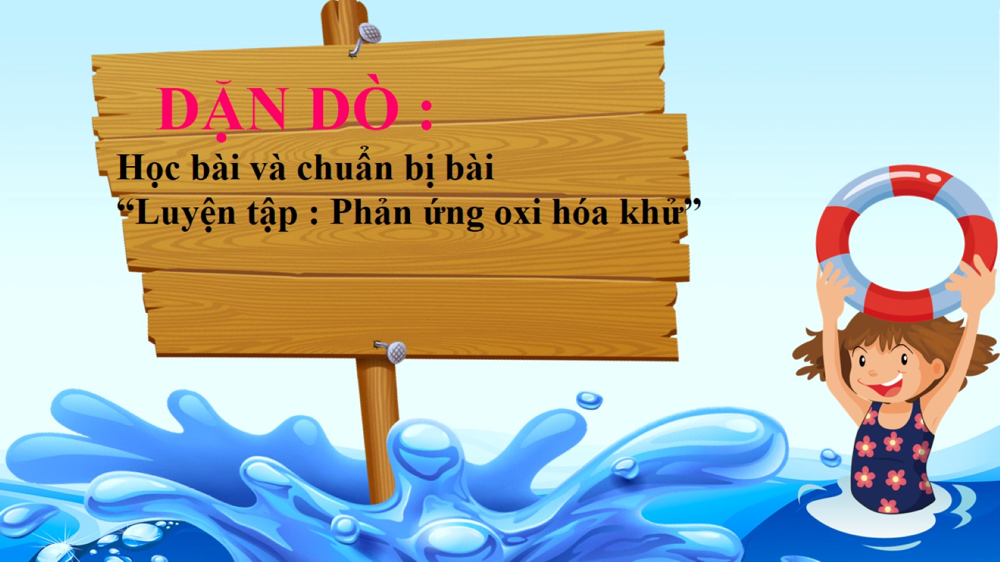 DẶN DÒ :
Học bài và chuẩn bị bài
“Luyện tập : Phản ứng oxi hóa khử”